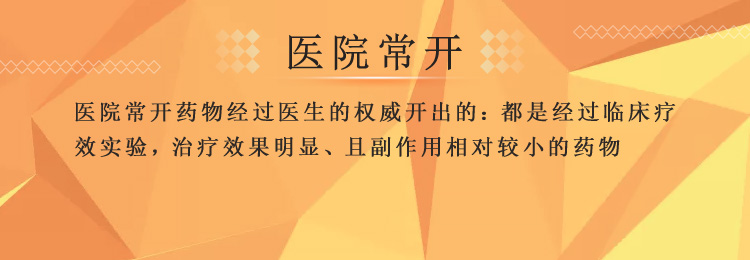 医院常开
医院常开药物经过医生的权威开出的：都是经过临床疗
效实验，治疗效果明显、且副作用相对较小的药物